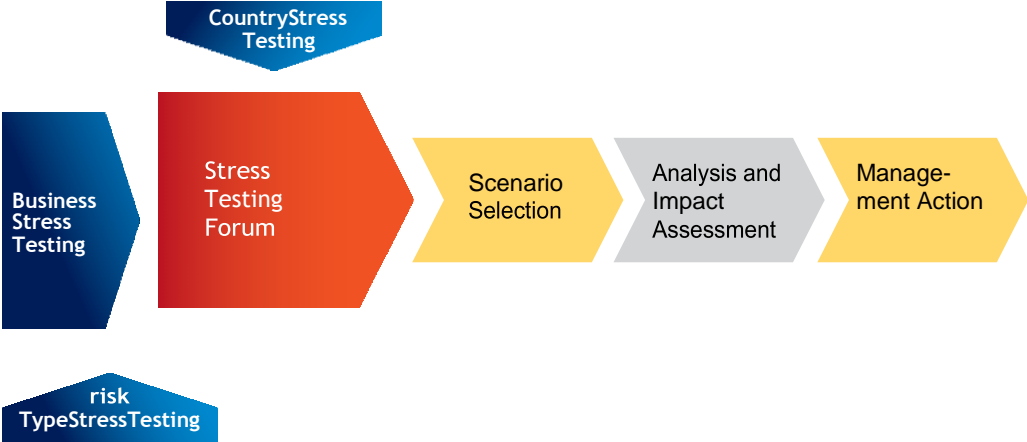 CountryStress
Testing
Business
Stress
Testing
Stress
Testing
Forum
Scenario
Selection
Analysis and
Impact
Assessment
Manage-
ment Action
risk
TypeStressTesting